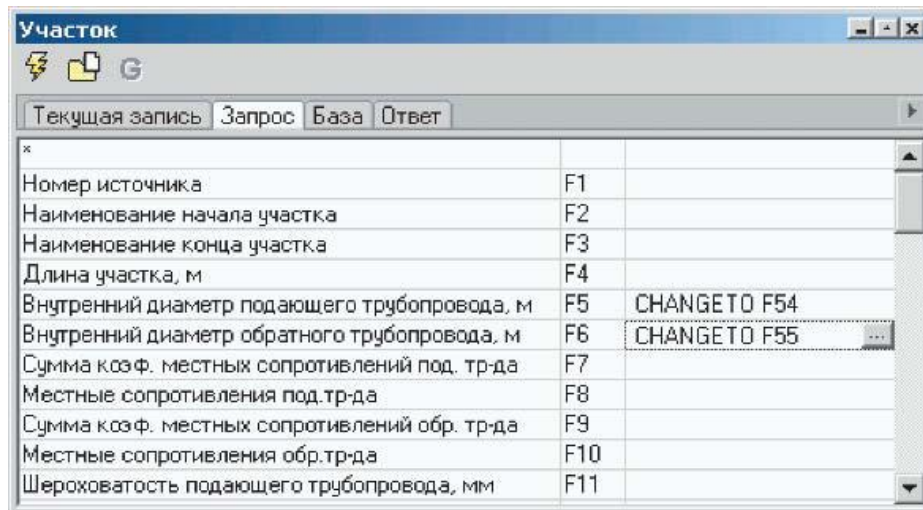 Участок
G
Текущая запись Запрос База Ответ
*
Номер источника F1
Наименование начала участка F2
Наименование конца участка F3
Длина участка, м F4
Внутренний диаметр подающего трубопровода, м F5 CHANGETO F54
Внутренний диаметр обратного трубопровода, м F6 CHANGETO F55 ...
Сумма коэф. местных сопротивлений под. тр-да F7
Местные сопротивления под.тр-да F8
Сумма коэф. местных сопротивлений обр. тр-да F9
Местные сопротивления обр.тр-да F10
Шероховатость подающего трубопровода, мм F11